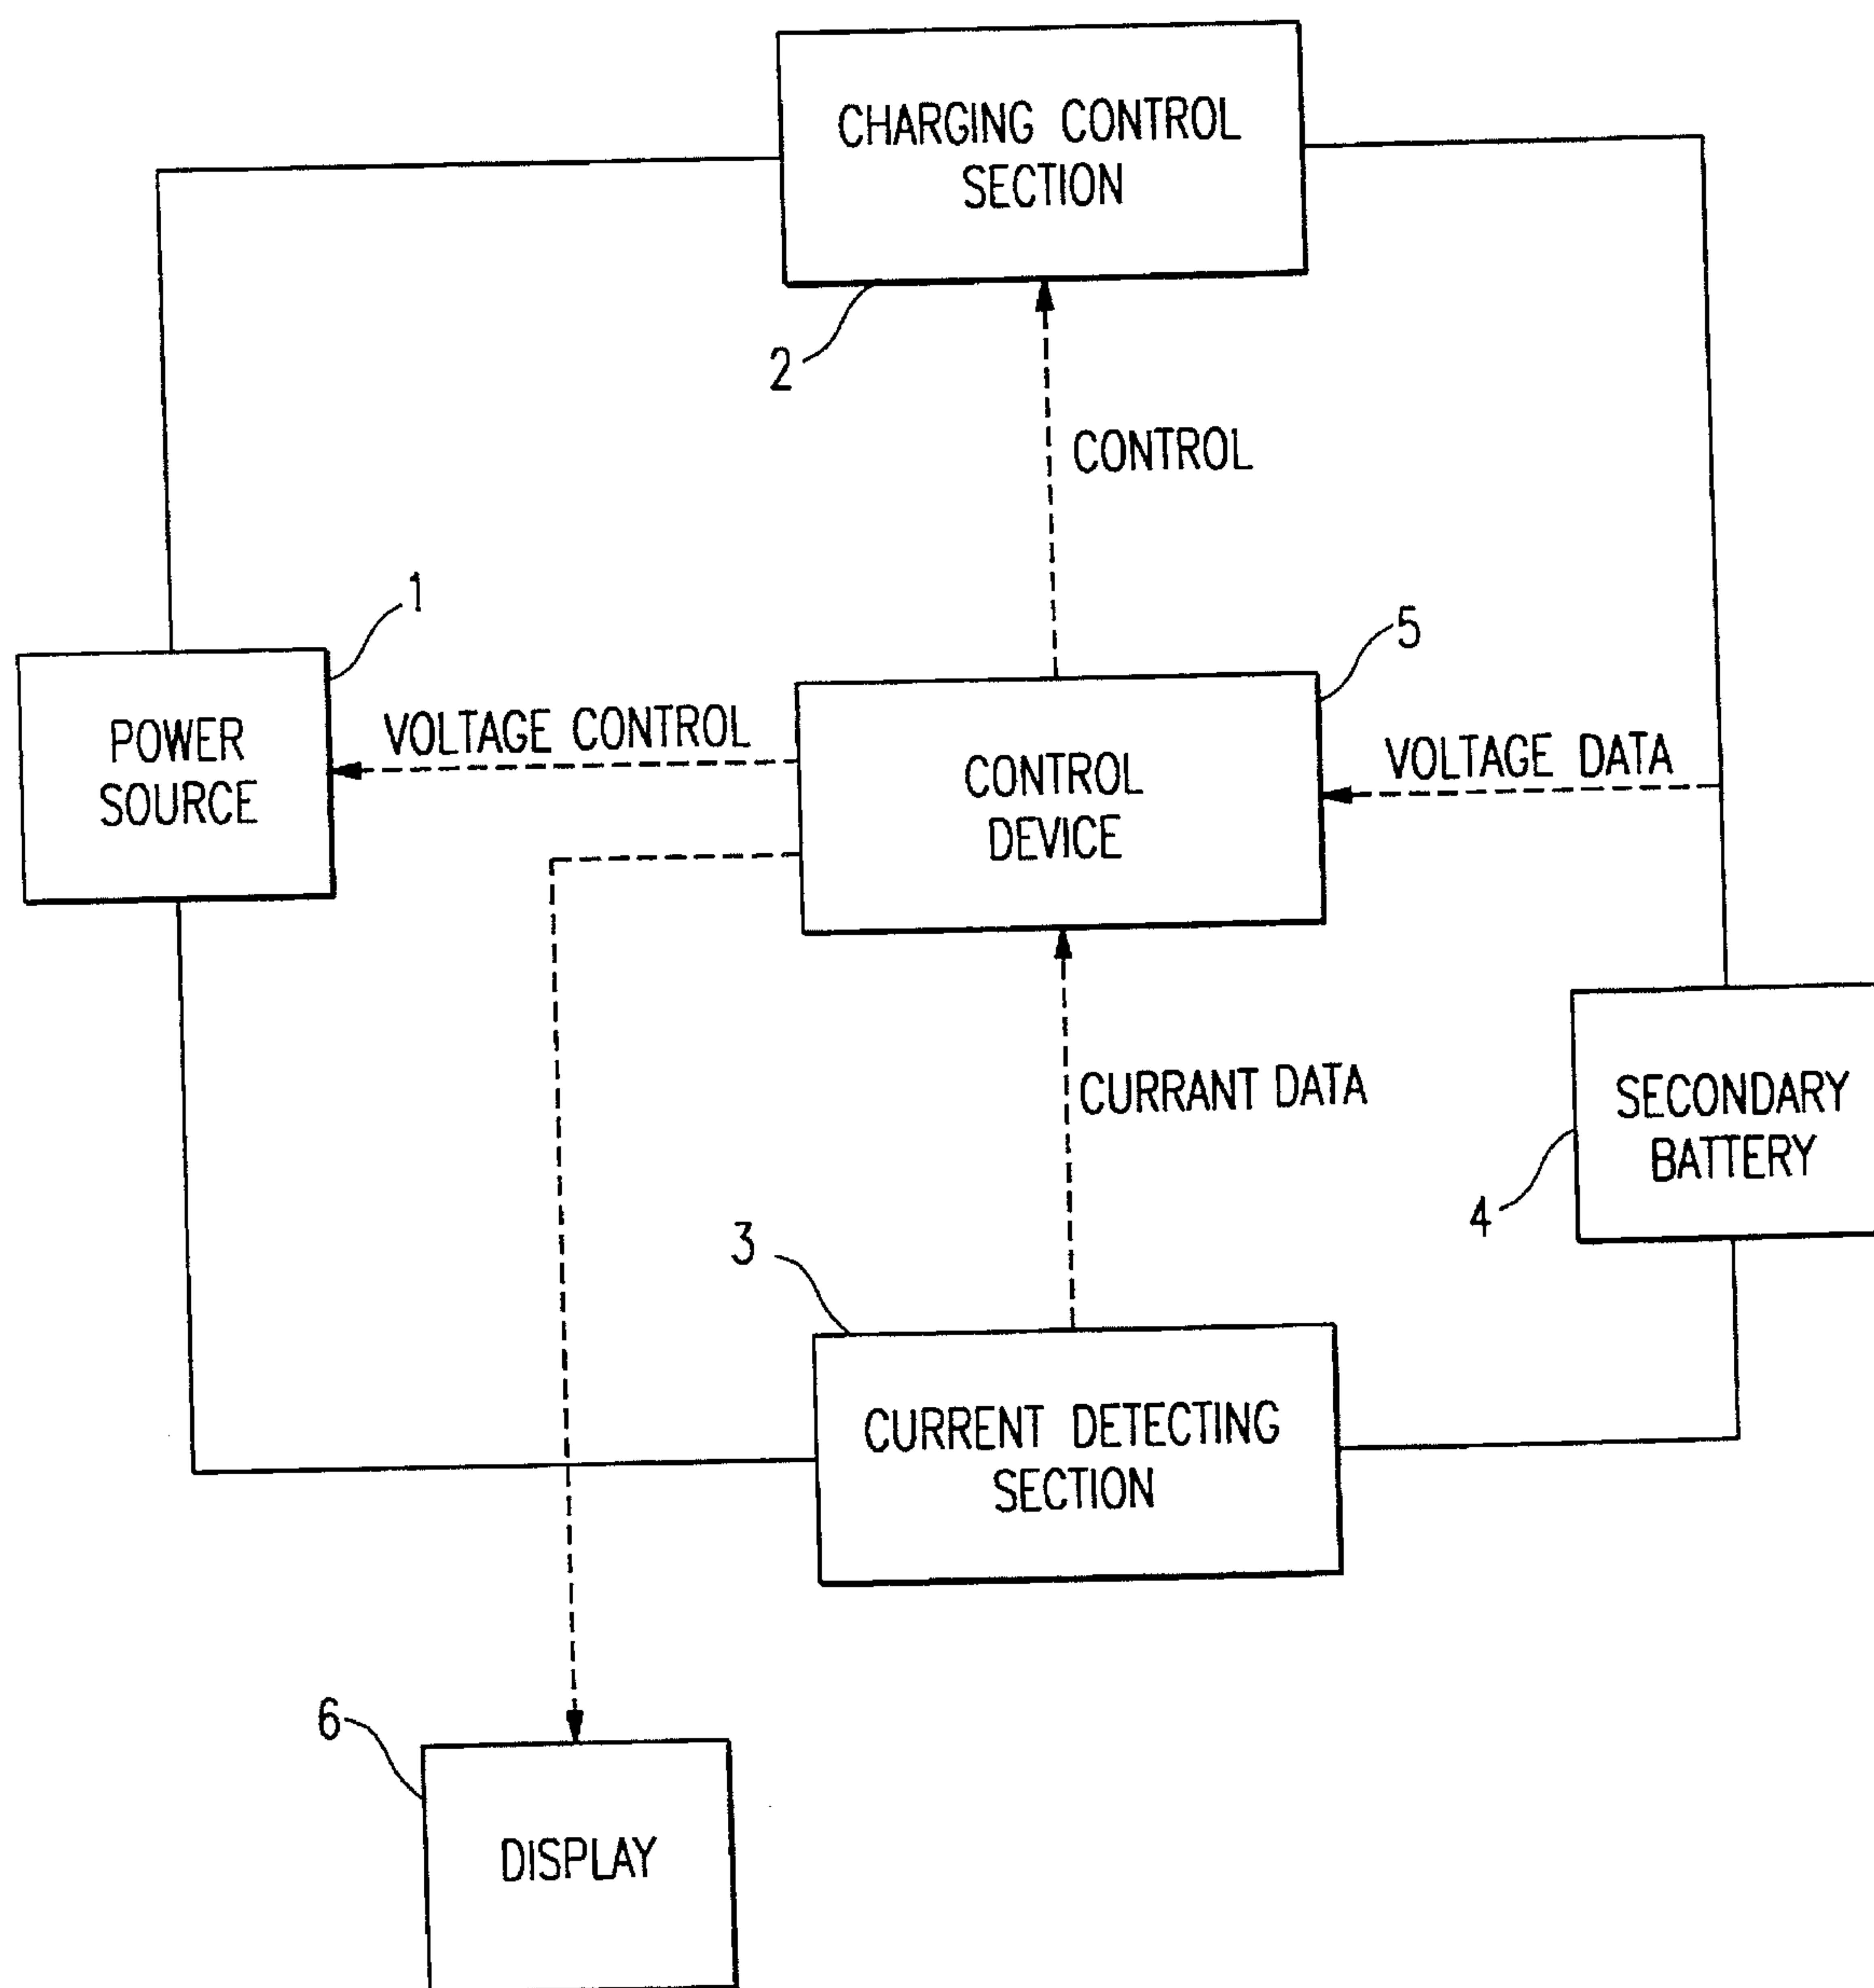 CHARGING CONTROL
SECTION
2
CONTROL
1
5
POWER
SOURCE
VOLTAGE CONTROL
CONTROL
DEVICE
VOLTAGE DATA
CURRANT DATA
SECONDARY
BATTERY
4
3
CURRENT DETECTING
SECTION
6
DISPLAY